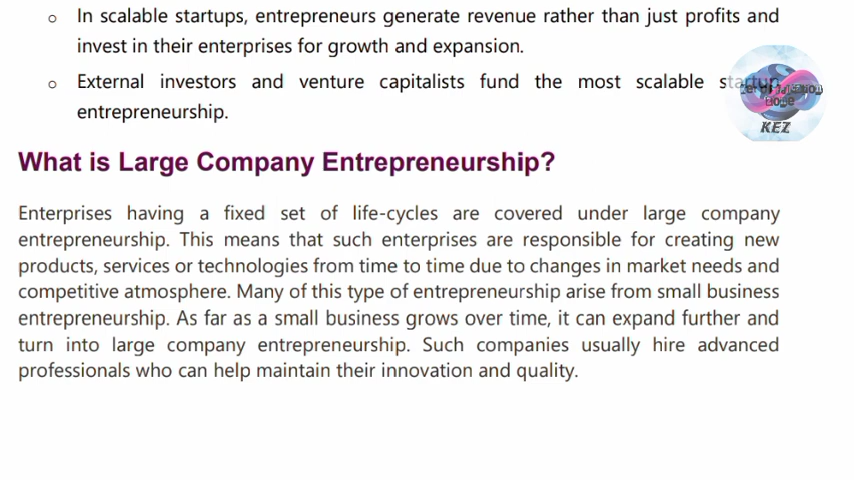 o In scalable startups, entrepreneurs generate revenue rather than just profits and
invest in their enterprises for growth and expansion.
o External investors and venture capitalists fund the most scalable startup
entrepreneurship.
What is Large Company Entrepreneurship?
Enterprises having a fixed set of life-cycles are covered under large company
entrepreneurship. This means that such enterprises are responsible for creating new
products, services or technologies from time to time due to changes in market needs and
competitive atmosphere. Many of this type of entrepreneurship arise from small business
entrepreneurship. As far as a small business grows over time, it can expand further and
turn into large company entrepreneurship. Such companies usually hire advanced
professionals who can help maintain their innovation and quality.
KEZ